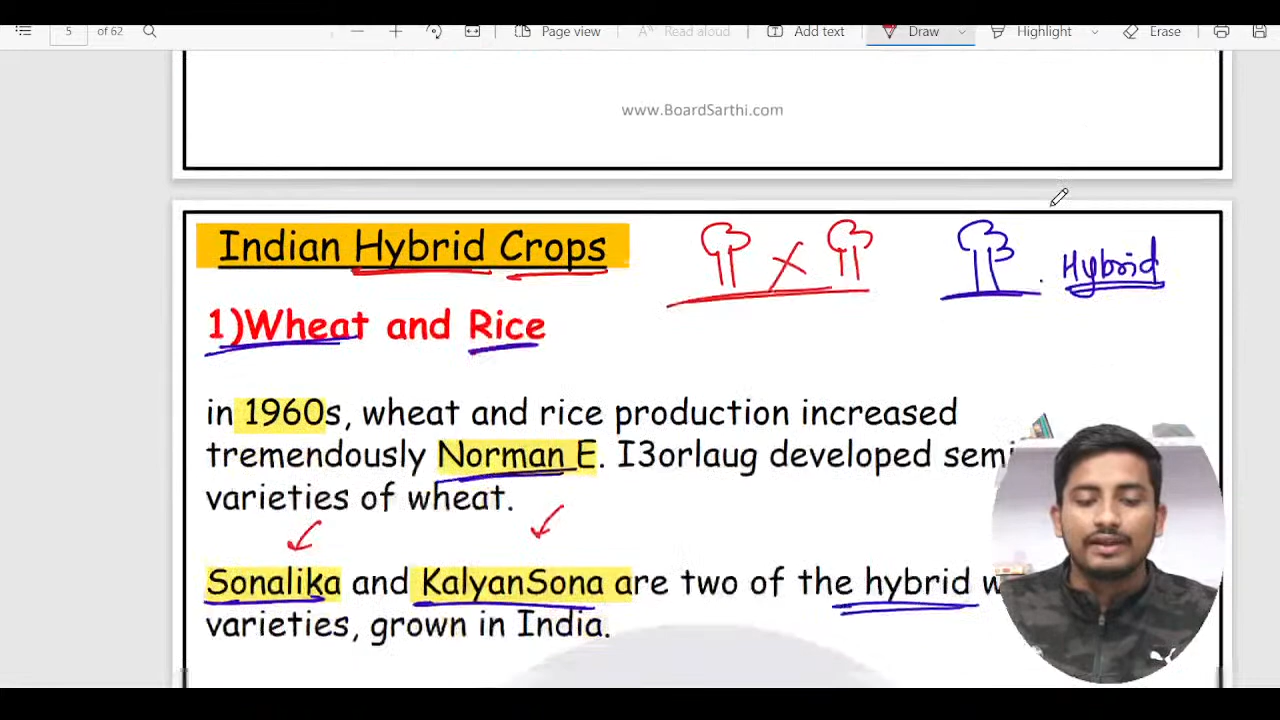 5 of 62 Page view Read aloud Add text Draw Highlight Erase
www.BoardSarthi.com
Indian Hybrid Crops
Hybrid
1)Wheat and Rice
in 1960s, wheat and rice production increased
tremendously Norman E. I3orlaug developed semi
varieties of wheat.
Sonalika and KalyanSona are two of the hybrid w
varieties, grown in India.